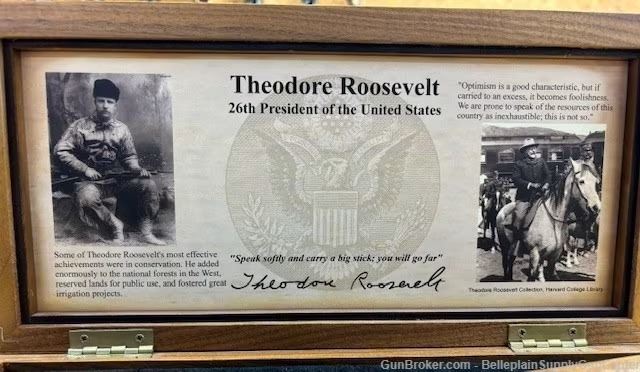 Theodore Roosevelt
26th President of the United States
"Optimism is a good characteristic, but if
carried to an excess, it becomes foolishness.
We are prone to speak of the resources of this
country as inexhaustible; this is not so."
Some of Theodore Roosevelt's most effective
achievements were in conservation. He added
enormously to the national forests in the West,
reserved lands for public use, and fostered great
irrigation projects.
"Speak softly and carry a big stick; you will go far"
Theodore Roosevelt
Theodore Roosevelt Collection, Harvard College Library
GunBroker.com - BelleplainSupplyGunCorner